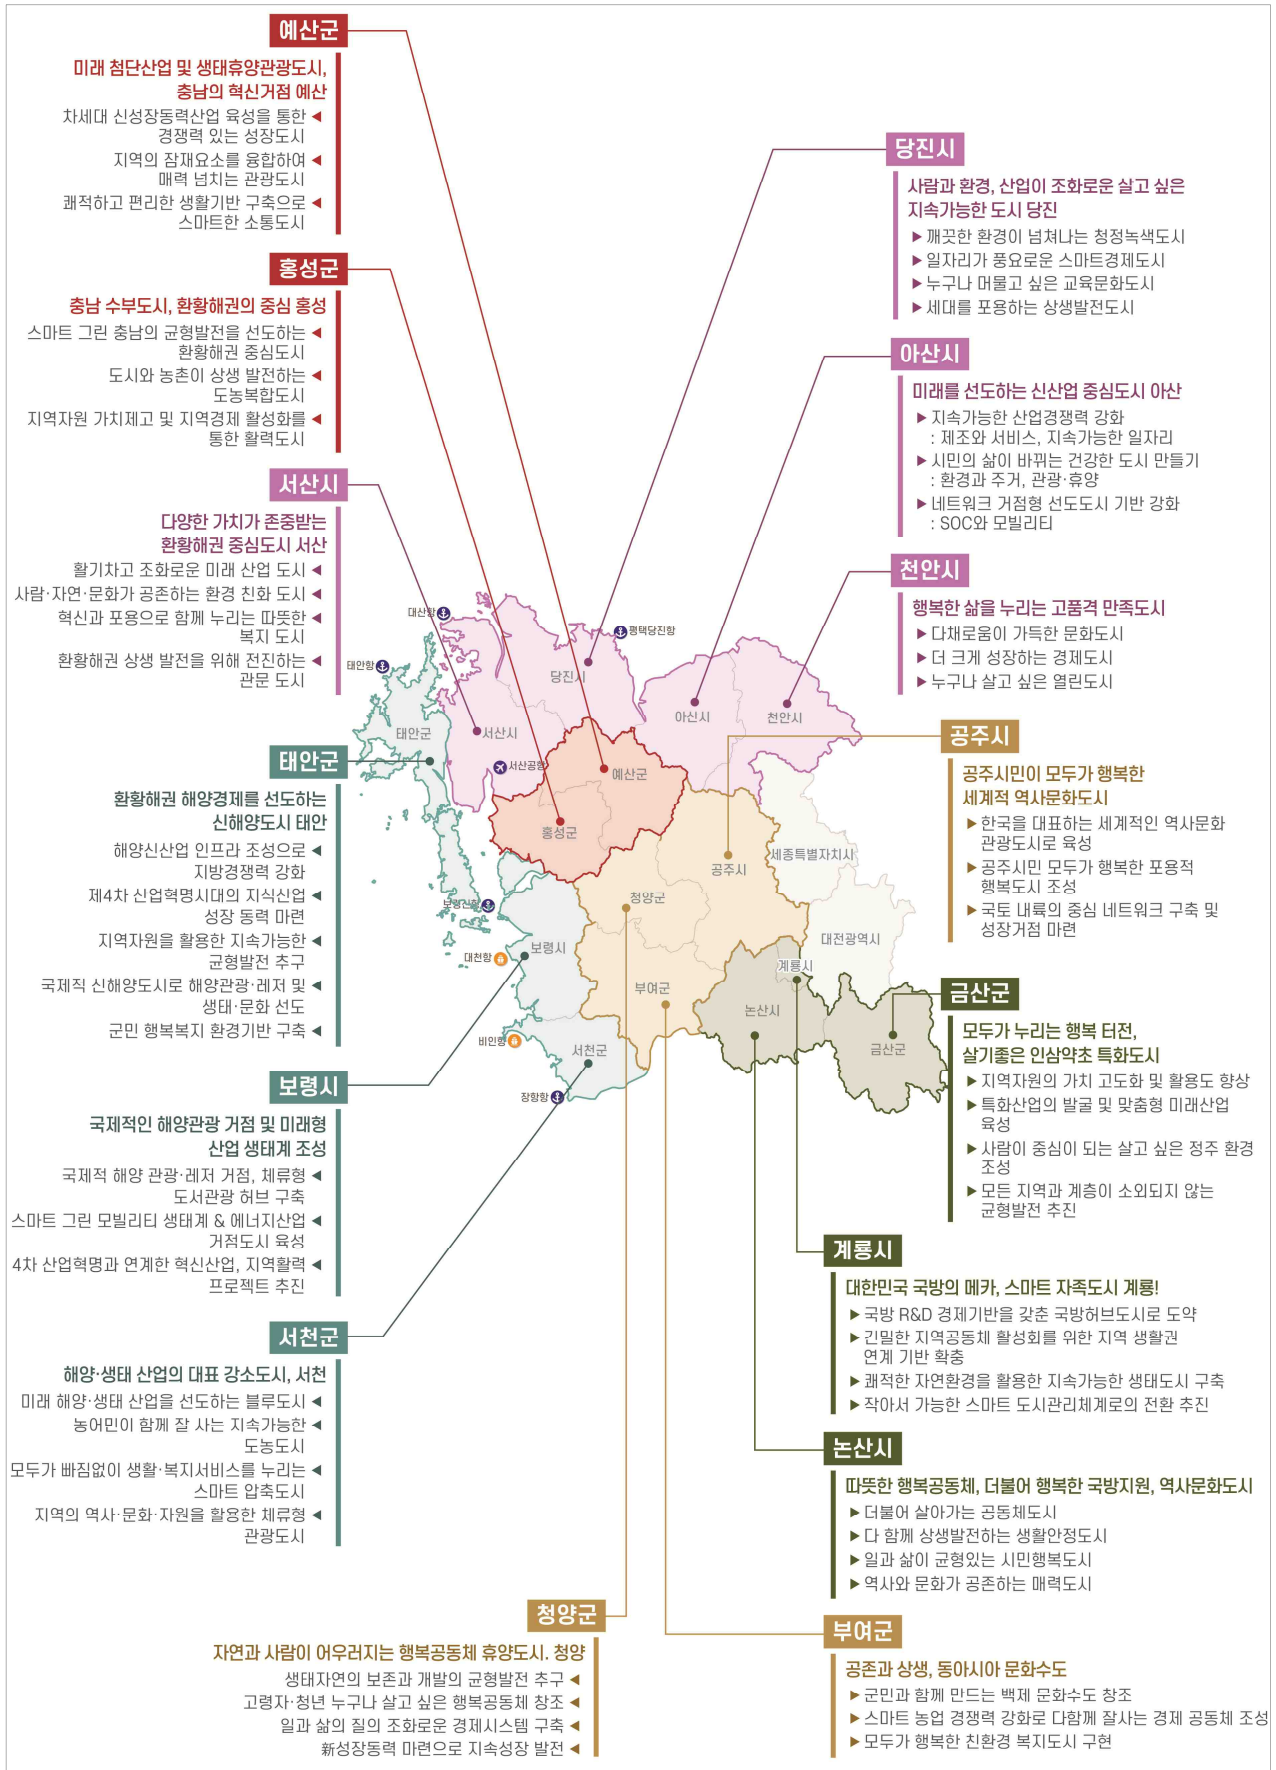 예산군
미래 첨단산업 및 생태휴양관광도시,
충남의 혁신거점 예산
차세대 신성장동력산업 육성을 통한 ◀
경쟁력 있는 성장도시
지역의 잠재요소를 융합하여 ◀
매력 넘치는 관광도시
쾌적하고 편리한 생활기반 구축으로 ◀
스마트한 소통도시
홍성군
충남 수부도시, 환황해권의 중심 홍성
스마트 그린 충남의 균형발전을 선도하는 ◀
환황해권 중심도시
도시와 농촌이 상생 발전하는 ◀
도농복합도시
지역자원 가치제고 및 지역경제 활성화를 ◀
통한 활력도시
서산시
다양한 가치가 존중받는
환황해권 중심도시 서산
활기차고 조화로운 미래 산업 도시 ◀
사람·자연·문화가 공존하는 환경 친화 도시 ◀
혁신과 포용으로 함께 누리는 따뜻한 ◀
복지 도시
환황해권 상생 발전을 위해 전진하는 ◀
관문 도시
태안군
환황해권 해양경제를 선도하는
신해양도시 태안
해양신산업 인프라 조성으로 ◀
지방경쟁력 강화
제4차 산업혁명시대의 지식산업 ◀
성장 동력 마련
지역자원을 활용한 지속가능한 ◀
균형발전 추구
국제적 신해양도시로 해양관광·레저 및 ◀
생태·문화 선도
군민 행복복지 환경기반 구축 ◀
보령시
국제적인 해양관광 거점 및 미래형
산업 생태계 조성
국제적 해양 관광·레저 거점, 체류형 ◀
도서관광 허브 구축
스마트 그린 모빌리티 생태계 & 에너지산업 ◀
거점도시 육성
4차 산업혁명과 연계한 혁신산업, 지역활력 ◀
프로젝트 추진
서천군
해양·생태 산업의 대표 강소도시, 서천
미래 해양·생태 산업을 선도하는 블루도시 ◀
농어민이 함께 잘 사는 지속가능한 ◀
도농도시
모두가 빠짐없이 생활·복지서비스를 누리는 ◀
스마트 압축도시
지역의 역사·문화·자원을 활용한 체류형 ◀
관광도시
청양군
자연과 사람이 어우러지는 행복공동체 휴양도시. 청양
생태자연의 보존과 개발의 균형발전 추구 ◀
고령자·청년 누구나 살고 싶은 행복공동체 창조 ◀
일과 삶의 질의 조화로운 경제시스템 구축 ◀
新성장동력 마련으로 지속성장 발전 ◀
당진시
사람과 환경, 산업이 조화로운 살고 싶은
지속가능한 도시 당진
▶ 깨끗한 환경이 넘쳐나는 청정녹색도시
▶ 일자리가 풍요로운 스마트경제도시
▶ 누구나 머물고 싶은 교육문화도시
▶ 세대를 포용하는 상생발전도시
아산시
미래를 선도하는 신산업 중심도시 아산
▶ 지속가능한 산업경쟁력 강화
: 제조와 서비스, 지속가능한 일자리
▶ 시민의 삶이 바뀌는 건강한 도시 만들기
: 환경과 주거, 관광·휴양
▶ 네트워크 거점형 선도도시 기반 강화
: SOC와 모빌리티
천안시
행복한 삶을 누리는 고품격 만족도시
▶ 다채로움이 가득한 문화도시
▶ 더 크게 성장하는 경제도시
▶ 누구나 살고 싶은 열린도시
공주시
공주시민이 모두가 행복한
세계적 역사문화도시
▶ 한국을 대표하는 세계적인 역사문화
관광도시로 육성
▶ 공주시민 모두가 행복한 포용적
행복도시 조성
▶ 국토 내륙의 중심 네트워크 구축 및
성장거점 마련
금산군
모두가 누리는 행복 터전,
살기좋은 인삼약초 특화도시
▶ 지역자원의 가치 고도화 및 활용도 향상
▶ 특화산업의 발굴 및 맞춤형 미래산업
육성
▶ 사람이 중심이 되는 살고 싶은 정주 환경
조성
▶ 모든 지역과 계층이 소외되지 않는
균형발전 추진
계룡시
대한민국 국방의 메카, 스마트 자족도시 계룡!
▶ 국방 R&D 경제기반을 갖춘 국방허브도시로 도약
▶ 긴밀한 지역공동체 활성회를 위한 지역 생활권
연계 기반 확충
▶ 쾌적한 자연환경을 활용한 지속가능한 생태도시 구축
▶ 작아서 가능한 스마트 도시관리체계로의 전환 추진
논산시
따뜻한 행복공동체, 더불어 행복한 국방지원, 역사문화도시
▶ 더불어 살아가는 공동체도시
▶ 다 함께 상생발전하는 생활안정도시
▶ 일과 삶이 균형있는 시민행복도시
▶ 역사와 문화가 공존하는 매력도시
부여군
공존과 상생, 동아시아 문화수도
▶ 군민과 함께 만드는 백제 문화수도 창조
▶ 스마트 농업 경쟁력 강화로 다함께 잘사는 경제 공동체 조성
▶ 모두가 행복한 친환경 복지도시 구현
대산항
평택당진항
태안항
당진시
아산시
천안시
태안군
서산시
서산공항
예산군
홍성군
공주시
세종특별자치시
청양군
보령신항
대전광역시
보령시
대천항
계룡시
부여군
논산시
비인항
서천군
금산군
장항항